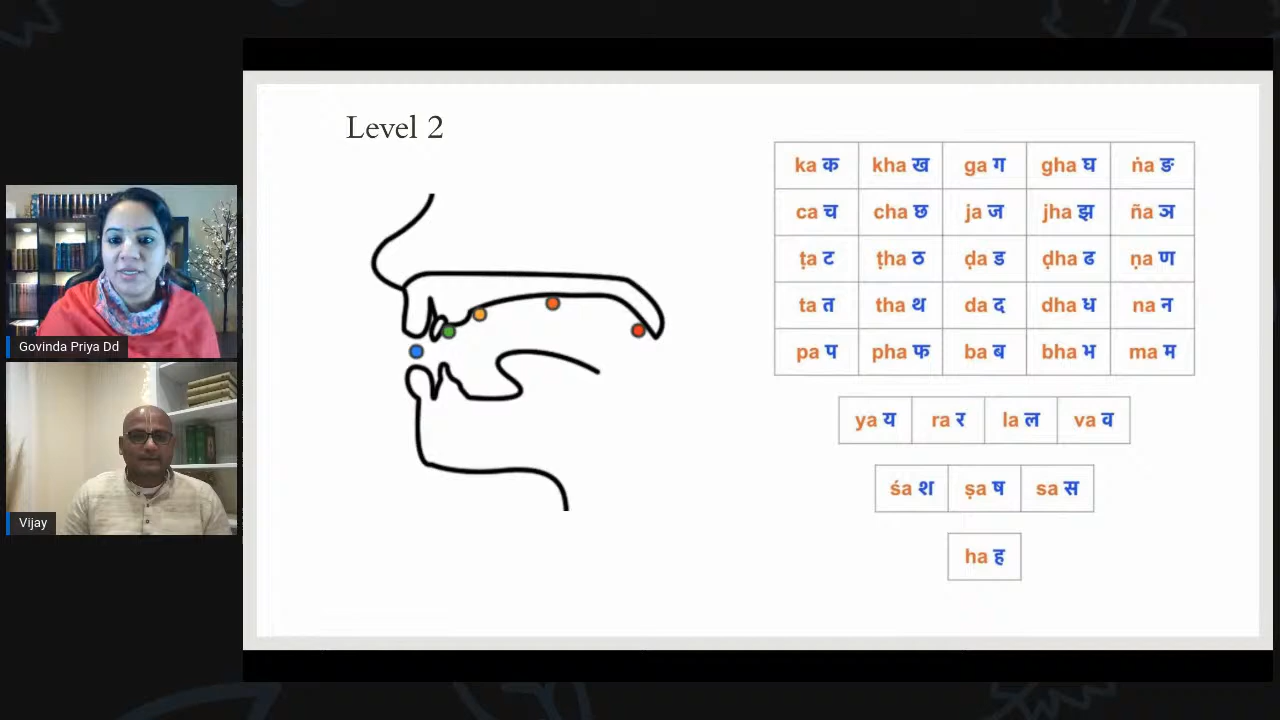 Level 2
ka क kha ख ga ग gha घ ṅa ङ
ca च cha छ ja ज jha झ ña ञ
ṭa ट ṭha ठ ḍa ड ḍha ढ ṇa ण
ta त tha थ da द dha ध na न
pa प pha फ ba ब bha भ ma म
ya य ra र la ल va व
śa श ṣa ष sa स
ha ह
Govinda Priya Dd
Vijay